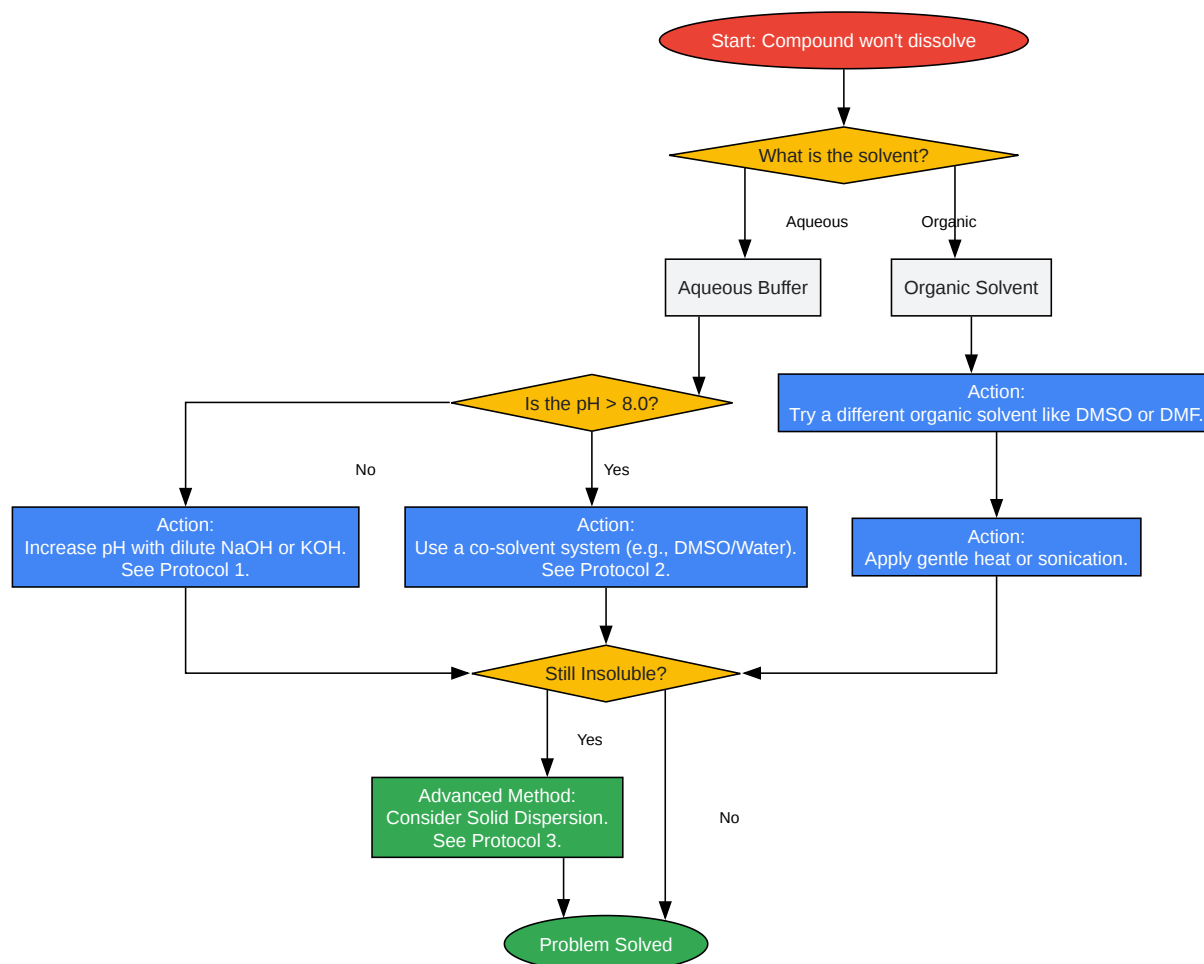 Start: Compound won't dissolve
What is the solvent?
Aqueous
Organic
Aqueous Buffer
Organic Solvent
Is the pH > 8.0?
Action:
Try a different organic solvent like DMSO or DMF.
No
Yes
Action:
Increase pH with dilute NaOH or KOH.
See Protocol 1.
Action:
Use a co-solvent system (e.g., DMSO/Water).
See Protocol 2.
Action:
Apply gentle heat or sonication.
Still Insoluble?
Yes
Advanced Method:
Consider Solid Dispersion.
See Protocol 3.
No
Problem Solved